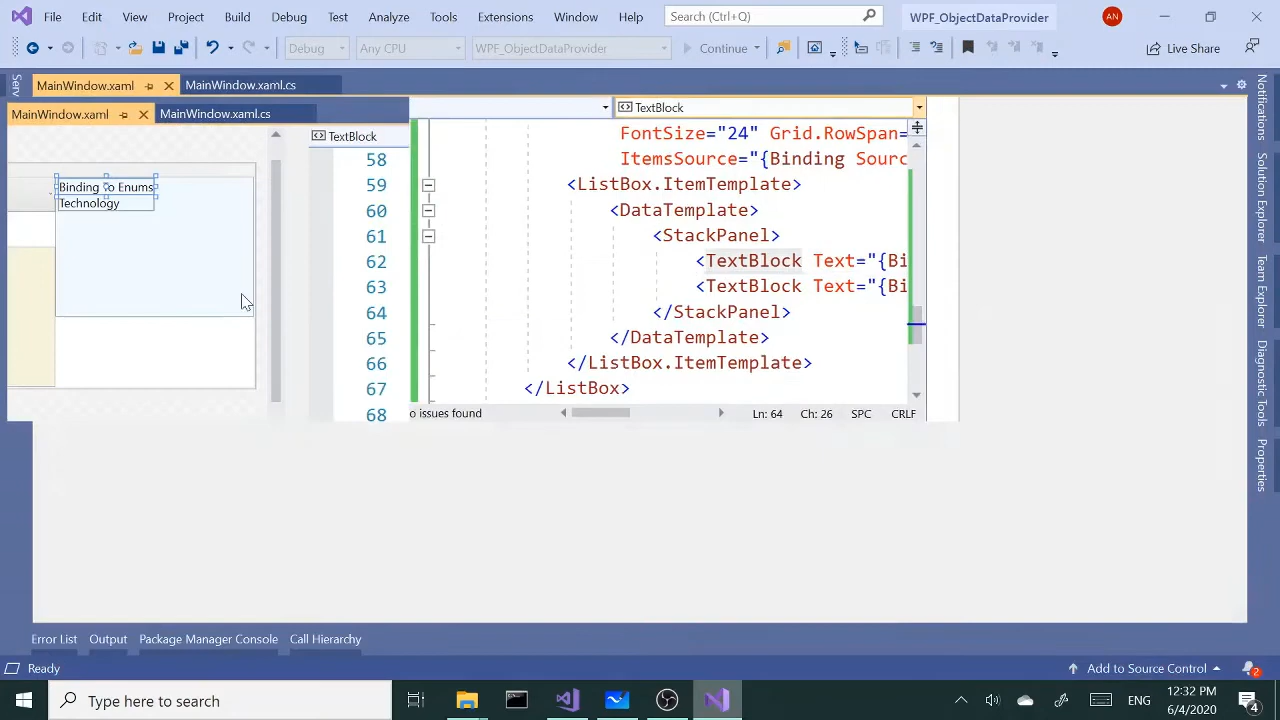 File Edit View Project Build Debug Test Analyze Tools Extensions Window Help Search (Ctrl+Q) WPF_ObjectDataProvider AN
Debug Any CPU WPF_ObjectDataProvider Continue Live Share
MainWindow.xaml MainWindow.xaml.cs
MainWindow.xaml MainWindow.xaml.cs TextBlock
TextBlock
FontSize="24" Grid.RowSpan=
58 ItemsSource="{Binding Sourc
59 <ListBox.ItemTemplate>
60 <DataTemplate>
61 <StackPanel>
62 <TextBlock Text="{Bi
63 <TextBlock Text="{Bi
64 </StackPanel>
65 </DataTemplate>
66 </ListBox.ItemTemplate>
67 </ListBox>
68
Binding To Enums
Technology
o issues found Ln: 64 Ch: 26 SPC CRLF
Notifications
Solution Explorer
Team Explorer
Diagnostic Tools
Properties
Error List Output Package Manager Console Call Hierarchy
Ready Add to Source Control 2
Type here to search ENG 12:32 PM
6/4/2020 4